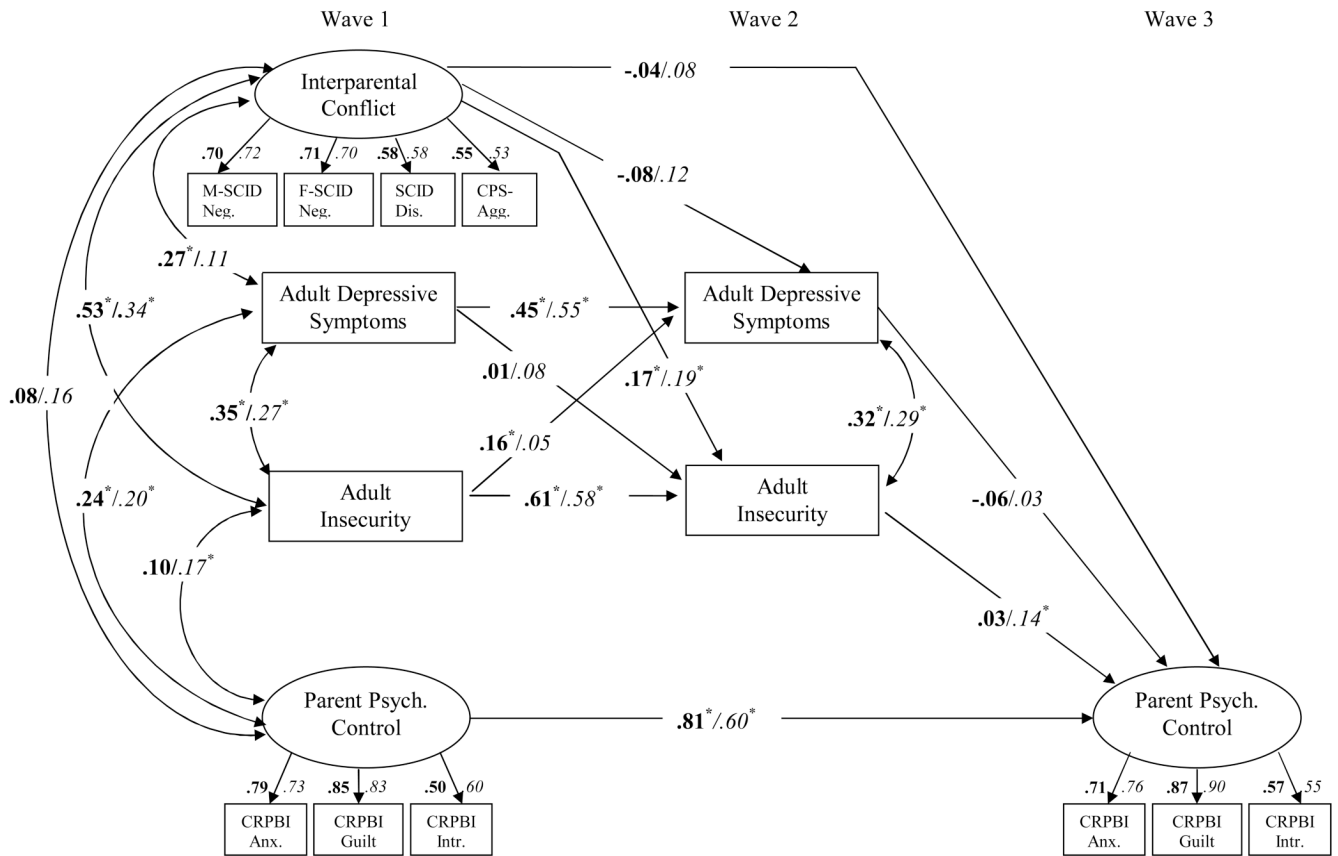 Wave 1
Wave 2
Wave 3
Interparental
Conflict
-.04/.08
.70 .72
.71 .70
.58 .58
.55 .53
-.08/.12
M-SCID
Neg.
F-SCID
Neg.
SCID
Dis.
CPS-
Agg.
.27*/.11
.53*/.34*
Adult Depressive
Symptoms
.45*/.55*
Adult Depressive
Symptoms
.01/.08
.17*/.19*
.08/.16
.35*/.27*
.32*/.29*
.16*/.05
.24*/.20*
Adult
Insecurity
.61*/.58*
Adult
Insecurity
-.06/.03
.10/.17*
.03/.14*
Parent Psych.
Control
.81*/.60*
Parent Psych.
Control
.79 .73
.85 .83
.50 .60
.71 .76
.87 .90
.57 .55
CRPBI
Anx.
CRPBI
Guilt
CRPBI
Intr.
CRPBI
Anx.
CRPBI
Guilt
CRPBI
Intr.